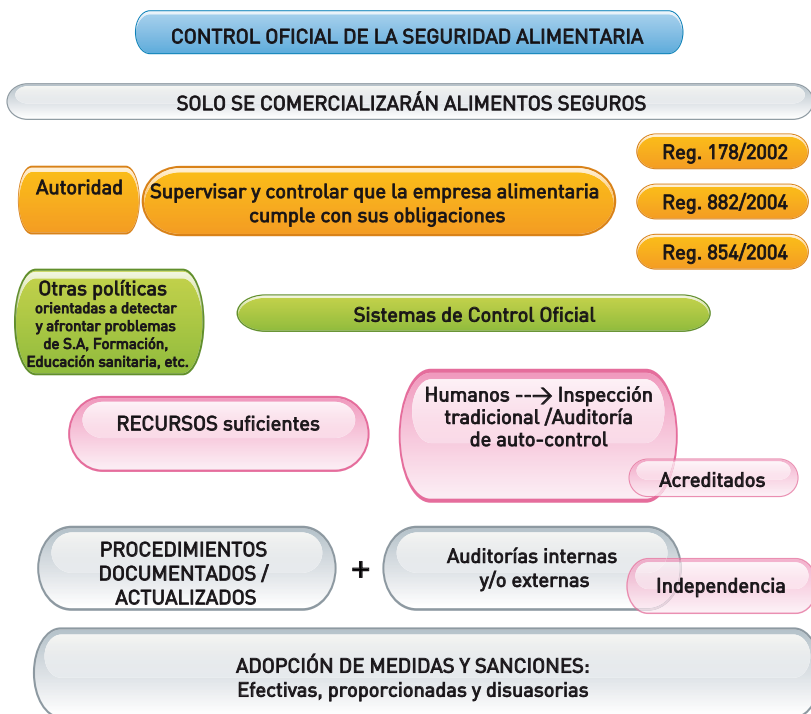 CONTROL OFICIAL DE LA SEGURIDAD ALIMENTARIA
SOLO SE COMERCIALIZARÁN ALIMENTOS SEGUROS
Autoridad
Supervisar y controlar que la empresa alimentaria
cumple con sus obligaciones
Reg. 178/2002
Reg. 882/2004
Reg. 854/2004
Otras políticas
orientadas a detectar
y afrontar problemas
de S.A, Formación,
Educación sanitaria, etc.
Sistemas de Control Oficial
RECURSOS suficientes
Humanos ---> Inspección
tradicional /Auditoría
de auto-control
Acreditados
PROCEDIMIENTOS
DOCUMENTADOS /
ACTUALIZADOS
+
Auditorías internas
y/o externas
Independencia
ADOPCIÓN DE MEDIDAS Y SANCIONES:
Efectivas, proporcionadas y disuasorias